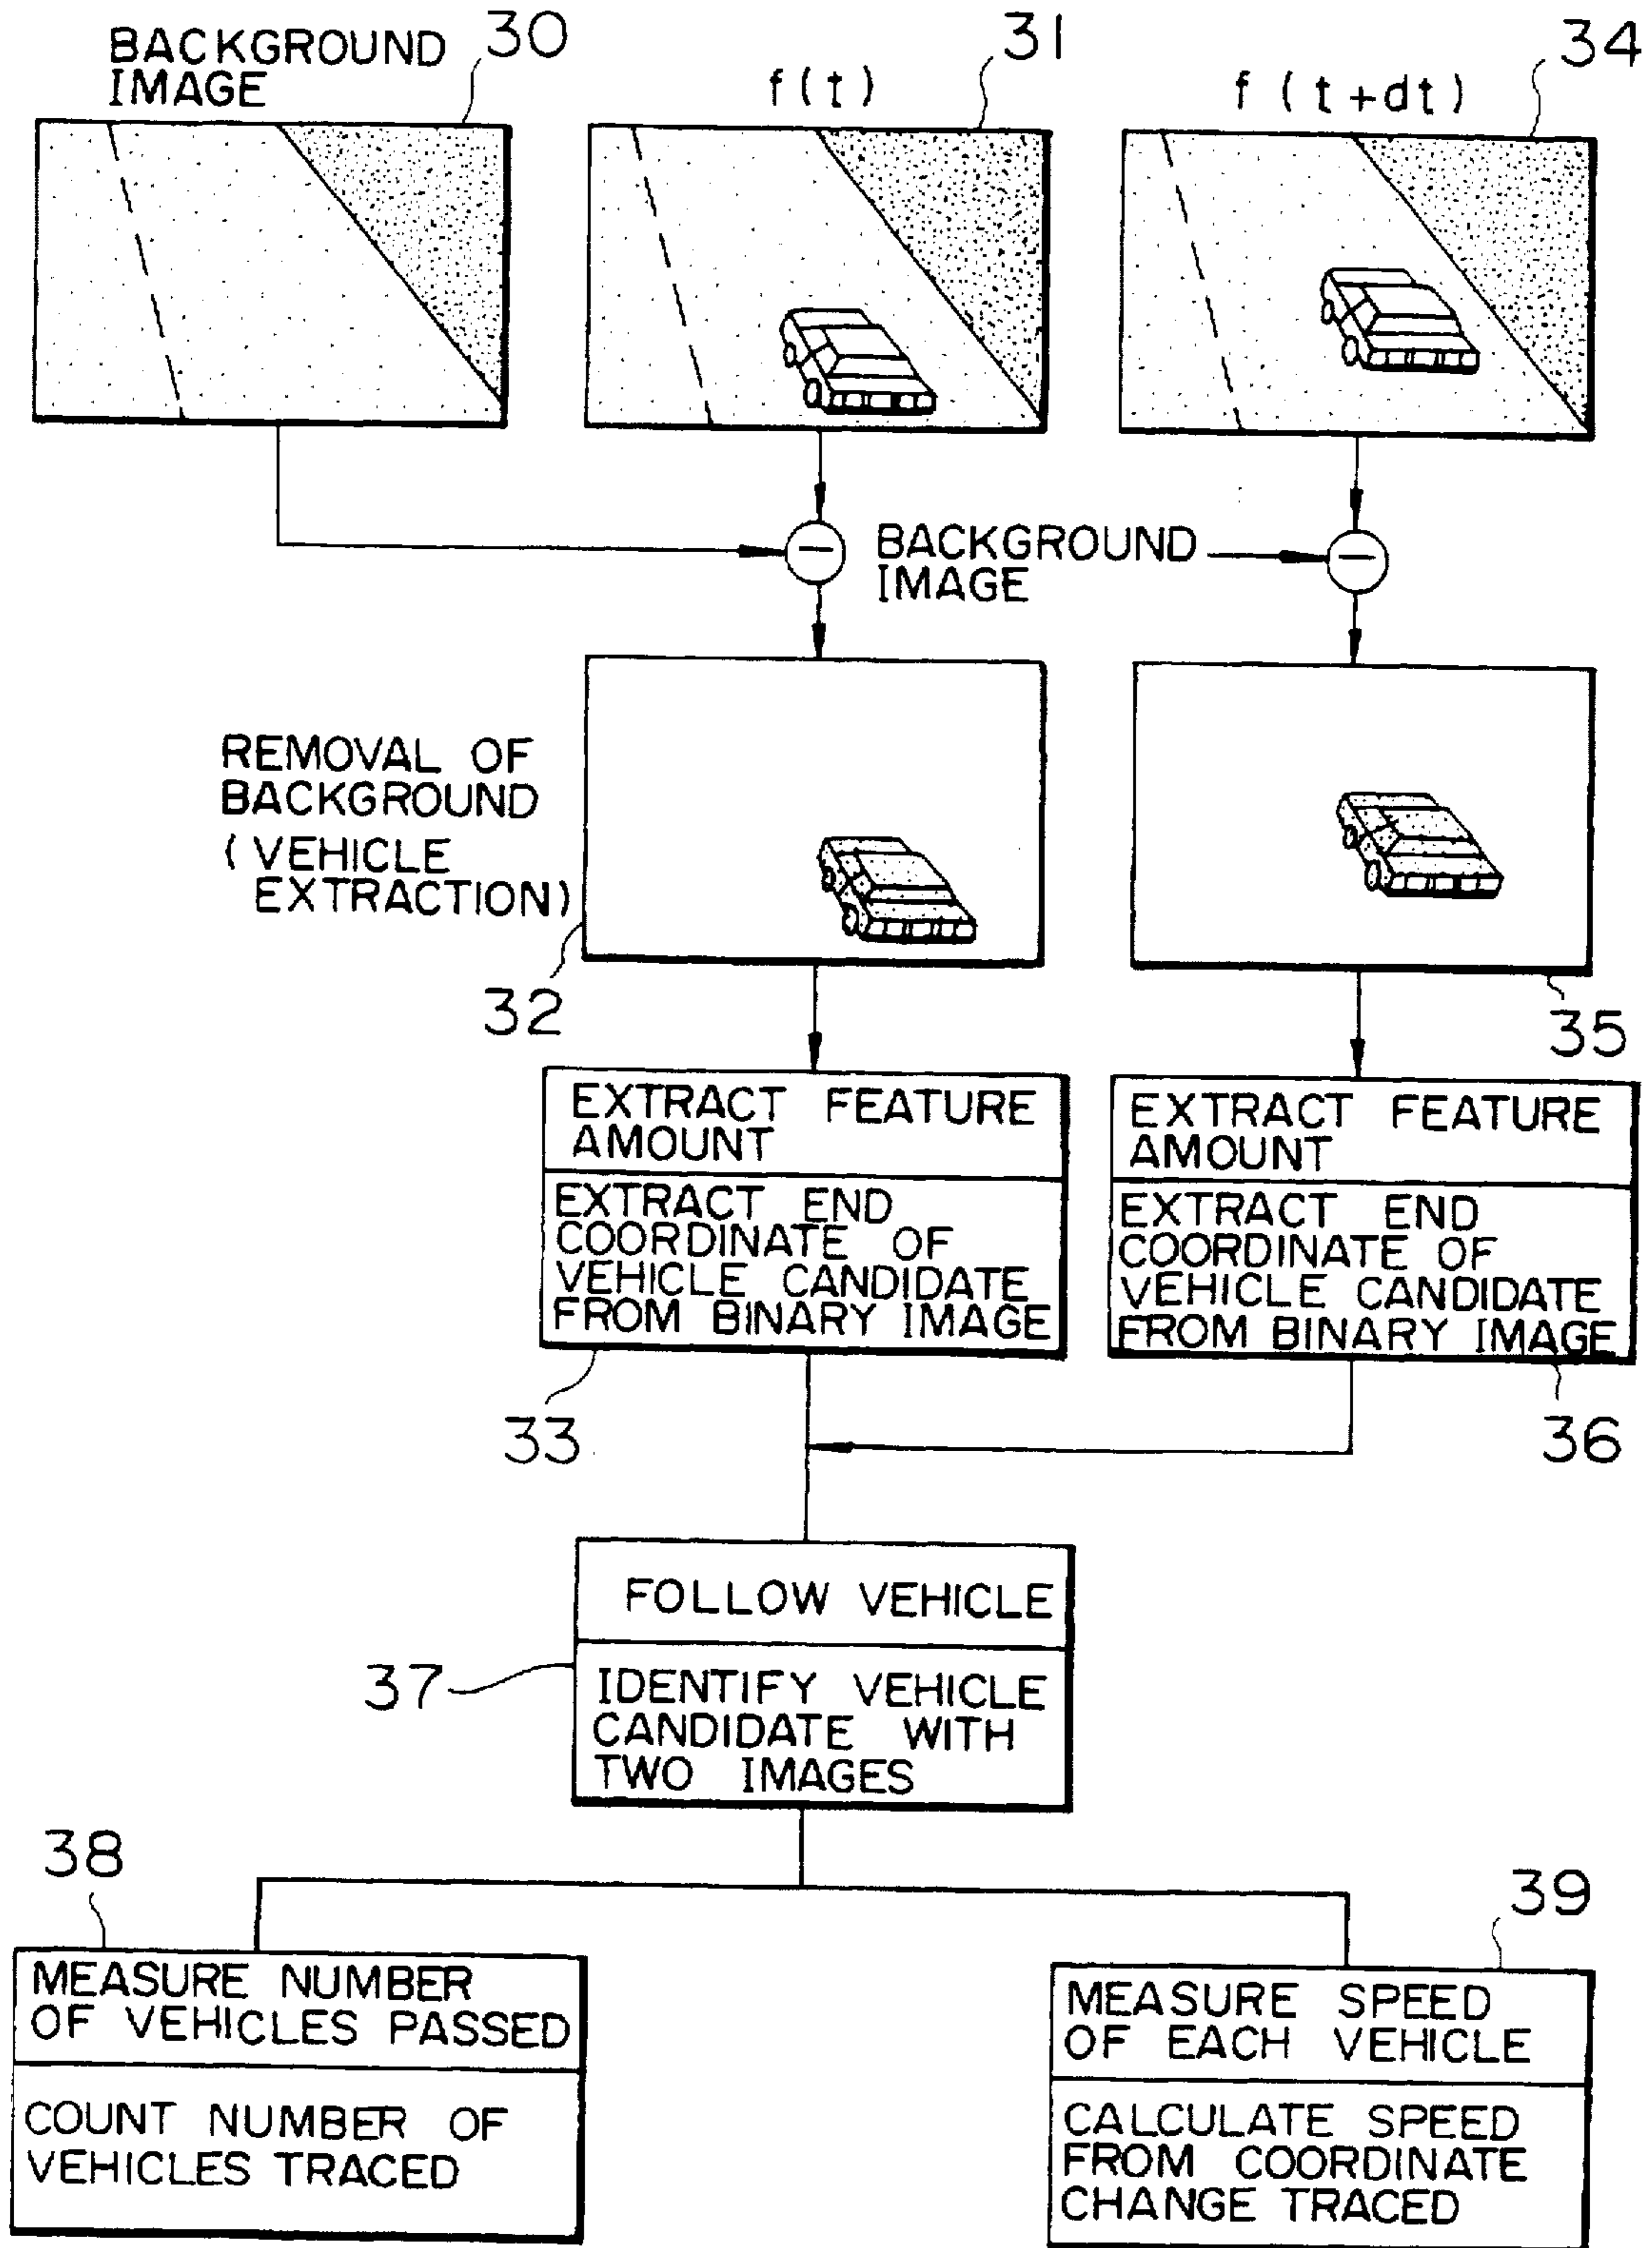 BACKGROUND
IMAGE
30
f(t)
31
f(t+dt)
34
BACKGROUND
IMAGE
REMOVAL OF
BACKGROUND
(VEHICLE
EXTRACTION)
32
35
EXTRACT FEATURE
AMOUNT
EXTRACT END
COORDINATE OF
VEHICLE CANDIDATE
FROM BINARY IMAGE
33
EXTRACT FEATURE
AMOUNT
EXTRACT END
COORDINATE OF
VEHICLE CANDIDATE
FROM BINARY IMAGE
36
FOLLOW VEHICLE
37
IDENTIFY VEHICLE
CANDIDATE WITH
TWO IMAGES
38
MEASURE NUMBER
OF VEHICLES PASSED
COUNT NUMBER OF
VEHICLES TRACED
39
MEASURE SPEED
OF EACH VEHICLE
CALCULATE SPEED
FROM COORDINATE
CHANGE TRACED